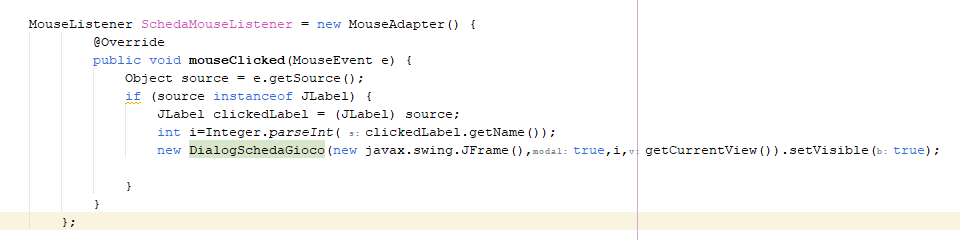 MouseListener SchedaMouseListener = new MouseAdapter() {
@Override
public void mouseClicked(MouseEvent e) {
Object source = e.getSource();
if (source instanceof JLabel) {
JLabel clickedLabel = (JLabel) source;
int i=Integer.parseInt( s: clickedLabel.getName());
new DialogSchedaGioco(new javax.swing.JFrame(),modal: true,i,v: getCurrentView()).setVisible(b: true);
}
}
};